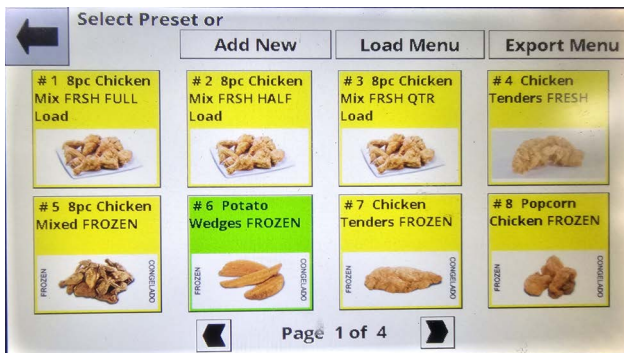 Select Preset or
Add New
Load Menu
Export Menu
# 1 8pc Chicken
Mix FRSH FULL
Load
# 2 8pc Chicken
Mix FRSH HALF
Load
# 3 8pc Chicken
Mix FRSH QTR
Load
# 4 Chicken
Tenders FRESH
# 5 8pc Chicken
Mixed FROZEN
FROZEN
CONGELADO
# 6 Potato
Wedges FROZEN
FROZEN
CONGELADO
# 7 Chicken
Tenders FROZEN
FROZEN
CONGELADO
# 8 Popcorn
Chicken FROZEN
FROZEN
CONGELADO
Page 1 of 4